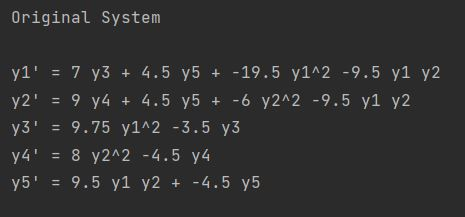 Original System
y1' = 7 y3 + 4.5 y5 + -19.5 y1^2 -9.5 y1 y2
y2' = 9 y4 + 4.5 y5 + -6 y2^2 -9.5 y1 y2
y3' = 9.75 y1^2 -3.5 y3
y4' = 8 y2^2 -4.5 y4
y5' = 9.5 y1 y2 + -4.5 y5